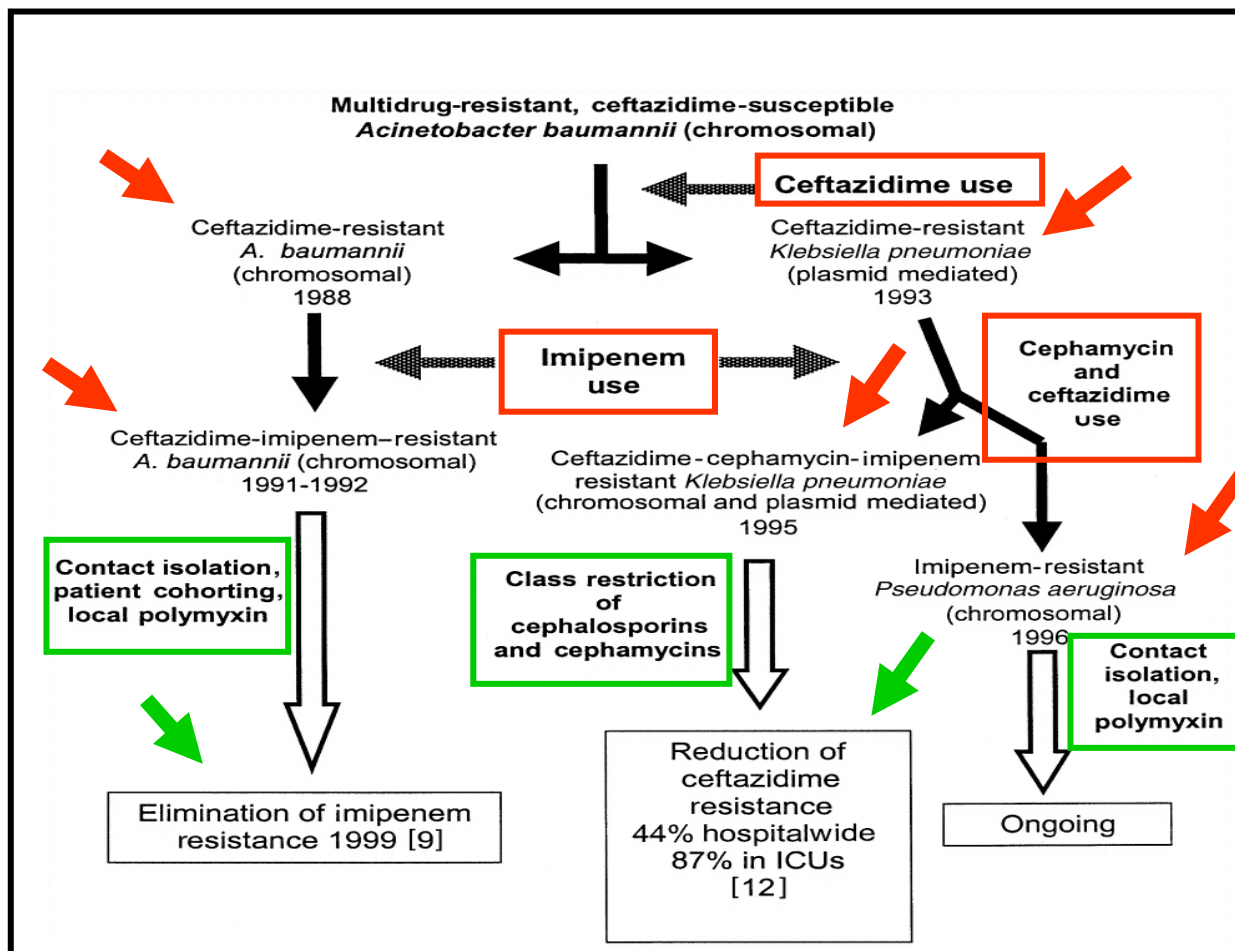 Multidrug-resistant, ceftazidime-susceptible
Acinetobacter baumannii (chromosomal)
Ceftazidime use
Ceftazidime-resistant
A. baumannii
(chromosomal)
1988
Ceftazidime-resistant
Klebsiella pneumoniae
(plasmid mediated)
1993
Imipenem
use
Cephamycin
and
ceftazidime
use
Ceftazidime-imipenem–resistant
A. baumannii (chromosomal)
1991-1992
Ceftazidime-cephamycin-imipenem
resistant Klebsiella pneumoniae
(chromosomal and plasmid mediated)
1995
Imipenem-resistant
Pseudomonas aeruginosa
(chromosomal)
1996
Contact isolation,
patient cohorting,
local polymyxin
Class restriction
of
cephalosporins
and cephamycins
Contact
isolation,
local
polymyxin
Elimination of imipenem
resistance 1999 [9]
Reduction of
ceftazidime
resistance
44% hospitalwide
87% in ICUs
[12]
Ongoing